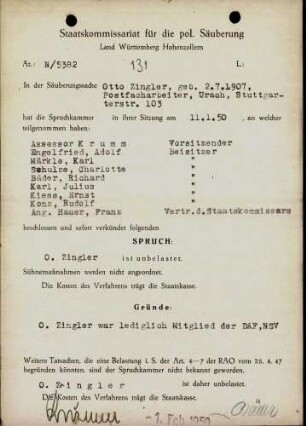 Staatskommissariat für die pol. Säuberung
Land Württemberg Hohenzollern
Az.: N/5382 131 L:
In der Säuberungssache Otto Zingler, geb. 2.7.1907,
Postfacharbeiter, Urach, Stuttgar-
terstr. 103
hat die Spruchkammer in ihrer Sitzung am 11.1.50, an welcher
teilgenommen haben:
Assessor K r u m m Vorsitzender
Engelfried, Adolf Beisitzer
Märkle, Karl "
Schulze, Charlotte "
Bäder, Richard "
Karl, Julius "
Kiess, Ernst "
Konz, Rudolf "
Ang. Hauer, Franz Vertr.d.Staatskommissars
beschlossen und sofort verkündet folgenden
SPRUCH:
O. Zingler ist unbelastet.
Sühnemaßnahmen werden nicht angeordnet.
Die Kosten des Verfahrens trägt die Staatskasse.
Gründe:
O. Zingler war lediglich Mitglied der DAF,NSV
Weitere Tatsachen, die eine Belastung i. S. der Art. 4–7 der RAO vom 25. 4. 47
begründen könnten, sind der Spruchkammer nicht bekannt geworden.
O. Zzingler ist daher unbelastet.
Die Kosten des Verfahrens trägt die Staatskasse.
Feb 1950